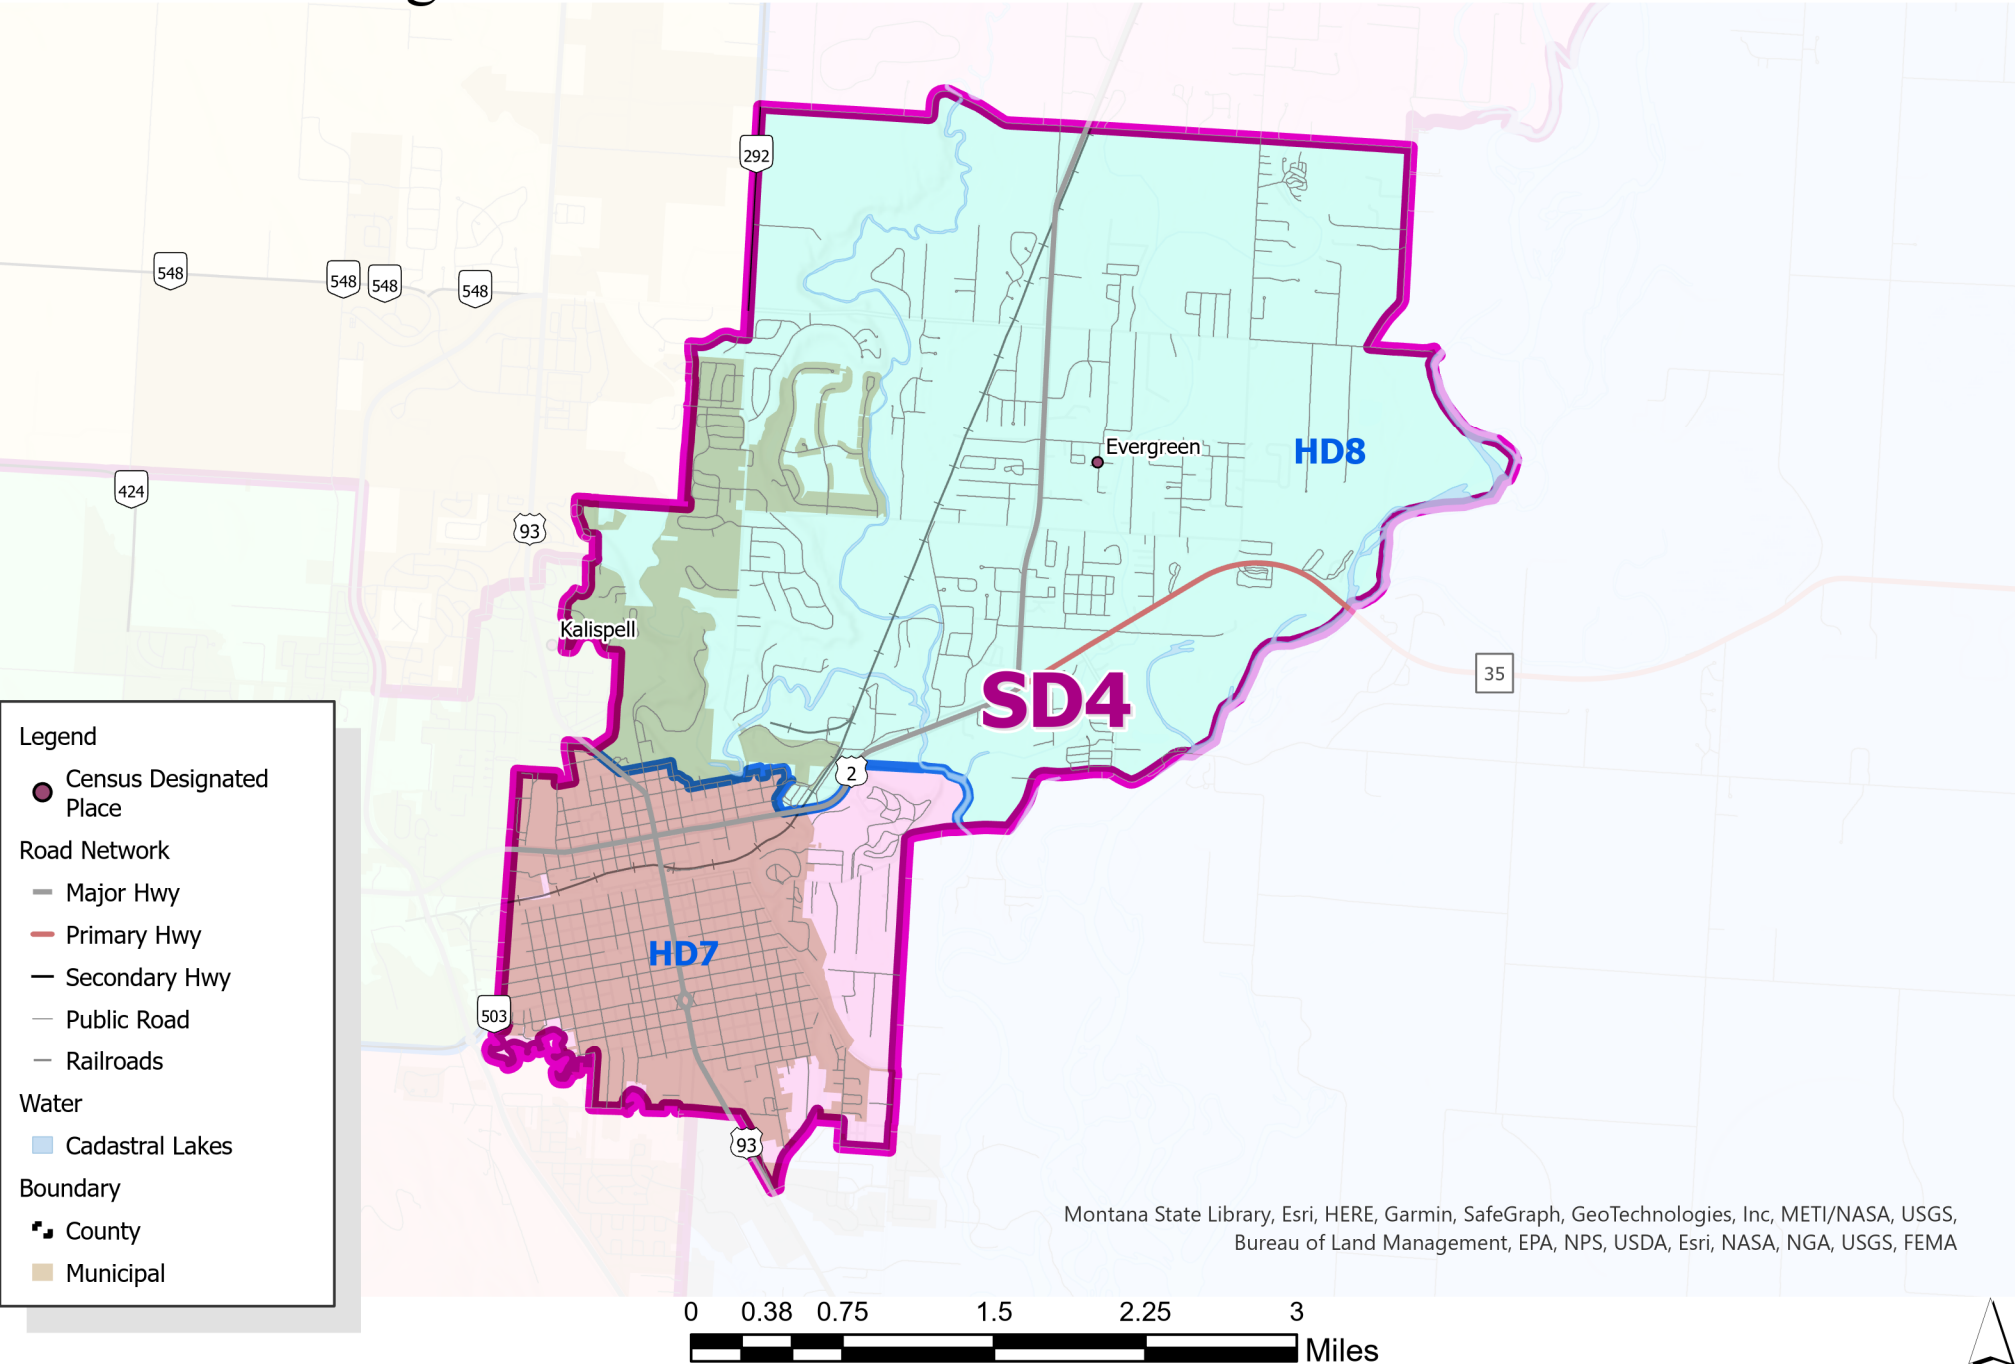 292
548
548
548
548
Evergreen
HD8
424
93
Kalispell
35
SD4
2
HD7
503
93
Legend
Census Designated
Place
Road Network
Major Hwy
Primary Hwy
Secondary Hwy
Public Road
Railroads
Water
Cadastral Lakes
Boundary
County
Municipal
Montana State Library, Esri, HERE, Garmin, SafeGraph, GeoTechnologies, Inc, METI/NASA, USGS,
Bureau of Land Management, EPA, NPS, USDA, Esri, NASA, NGA, USGS, FEMA
0 0.38 0.75 1.5 2.25 3
Miles